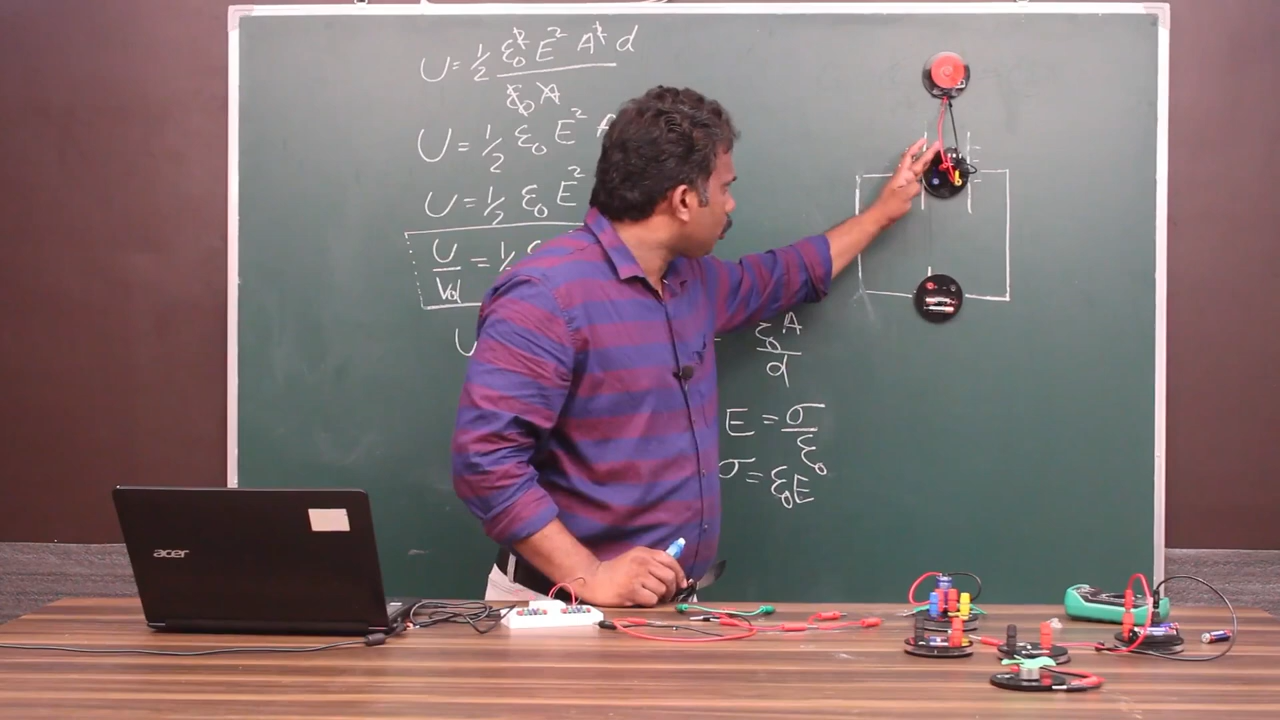 U = 1/2 ε₀² E² A² d
ε₀ A
U = 1/2 ε₀ E² A
U = 1/2 ε₀ E²
U/Vol = 1/2
U
ε₀ A/d
E = σ/ε₀
σ = ε₀E
acer